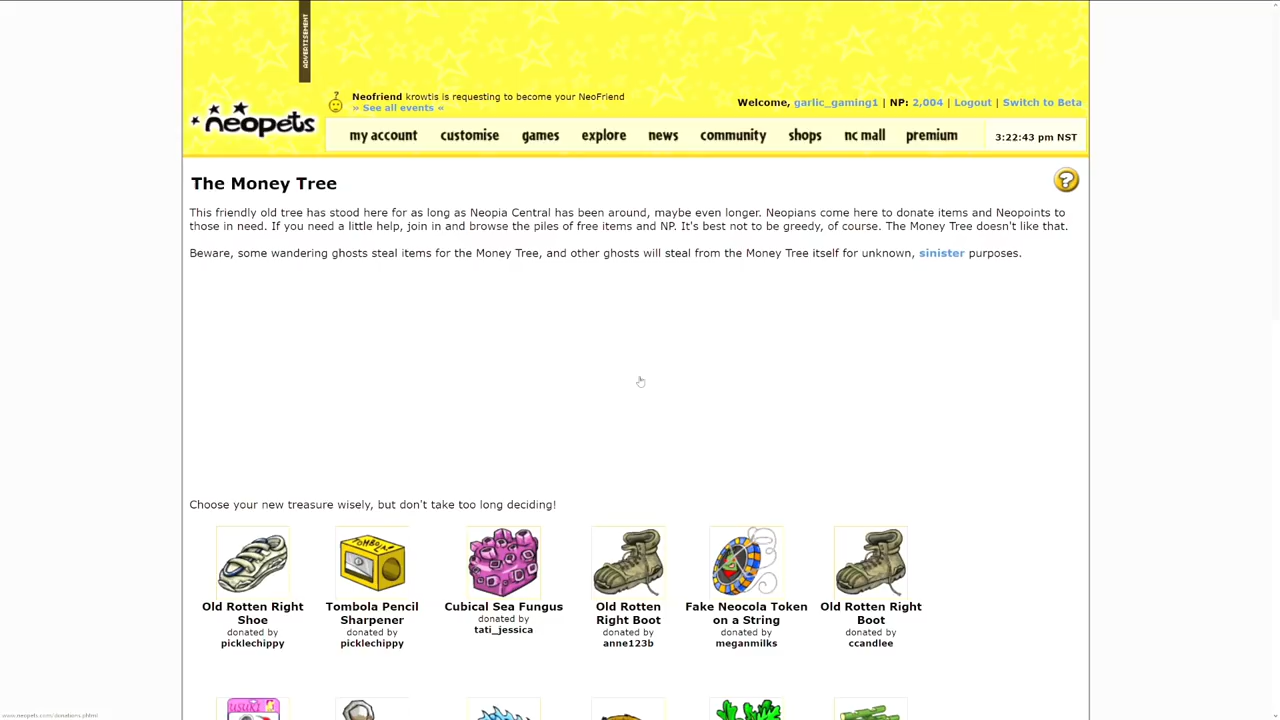 ADVERTISEMENT
Neofriend krowtis is requesting to become your NeoFriend
» See all events «
Welcome, garlic_gaming1 | NP: 2,004 | Logout | Switch to Beta
neopets
my account customise games explore news community shops nc mall premium 3:22:43 pm NST
The Money Tree
?
This friendly old tree has stood here for as long as Neopia Central has been around, maybe even longer. Neopians come here to donate items and Neopoints to
those in need. If you need a little help, join in and browse the piles of free items and NP. It's best not to be greedy, of course. The Money Tree doesn't like that.
Beware, some wandering ghosts steal items for the Money Tree, and other ghosts will steal from the Money Tree itself for unknown, sinister purposes.
Choose your new treasure wisely, but don't take too long deciding!
TOMBOLA
Old Rotten Right
Shoe
donated by
picklechippy
Tombola Pencil
Sharpener
donated by
picklechippy
Cubical Sea Fungus
donated by
tati_jessica
Old Rotten
Right Boot
donated by
anne123b
Fake Neocola Token
on a String
donated by
meganmilks
Old Rotten Right
Boot
donated by
ccandlee
USUKI
www.neopets.com/donations.phtml